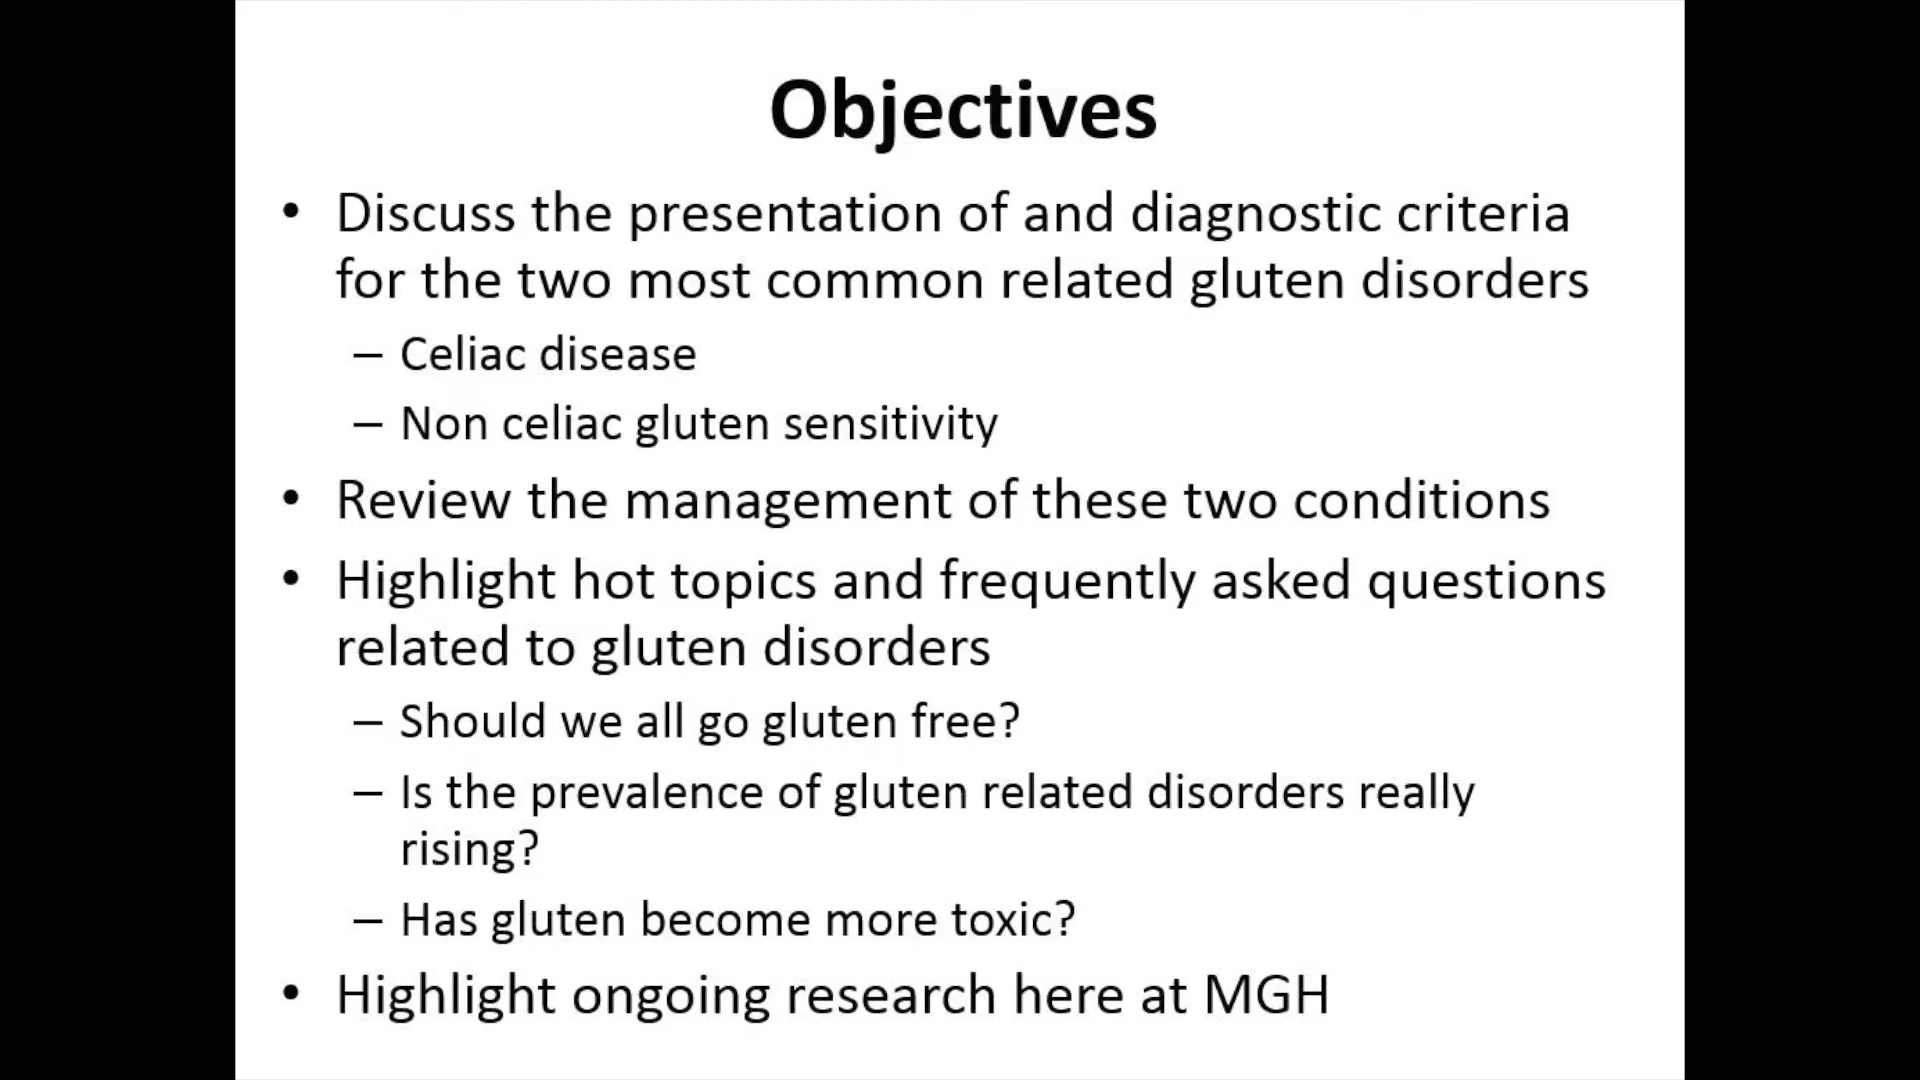 Objectives
• Discuss the presentation of and diagnostic criteria
for the two most common related gluten disorders
– Celiac disease
– Non celiac gluten sensitivity
• Review the management of these two conditions
• Highlight hot topics and frequently asked questions
related to gluten disorders
– Should we all go gluten free?
– Is the prevalence of gluten related disorders really
rising?
– Has gluten become more toxic?
• Highlight ongoing research here at MGH